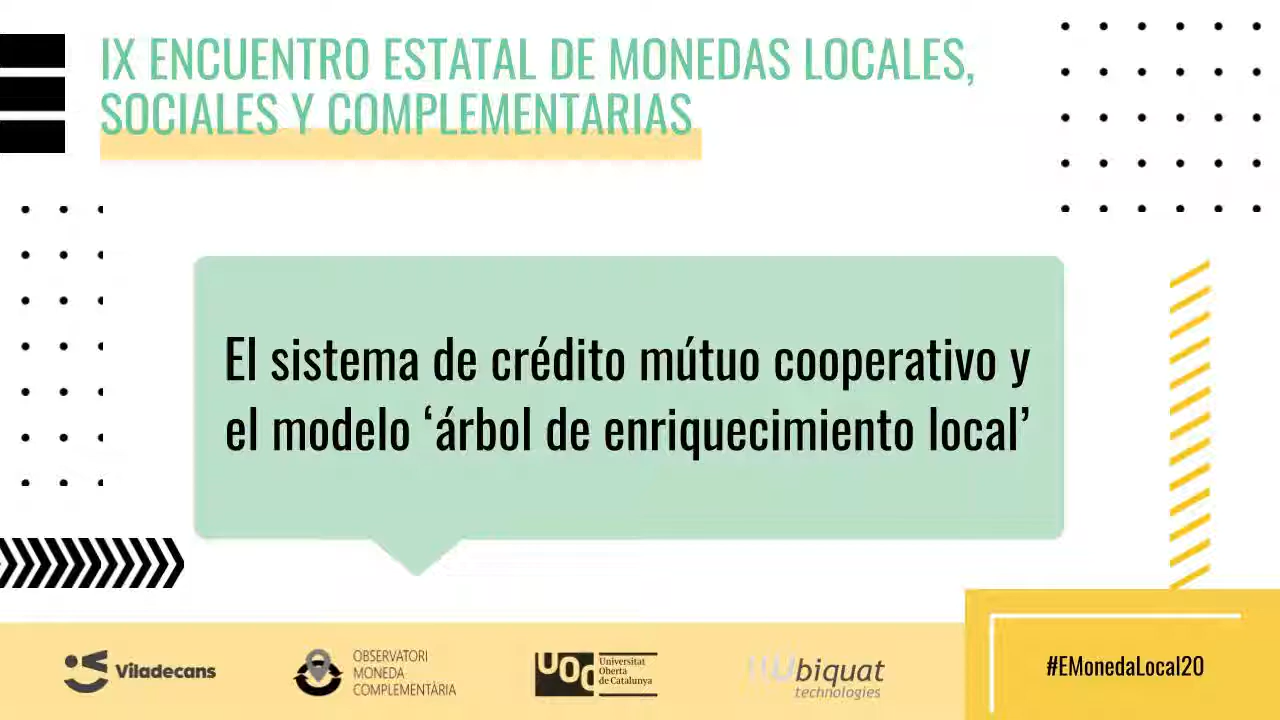 IX ENCUENTRO ESTATAL DE MONEDAS LOCALES,
SOCIALES Y COMPLEMENTARIAS
El sistema de crédito mútuo cooperativo y
el modelo ‘árbol de enriquecimiento local’
Viladecans
OBSERVATORI
MONEDA
COMPLEMENTÀRIA
UOC
Universitat
Oberta
de Catalunya
Ubiquat
technologies
#EMonedaLocal20